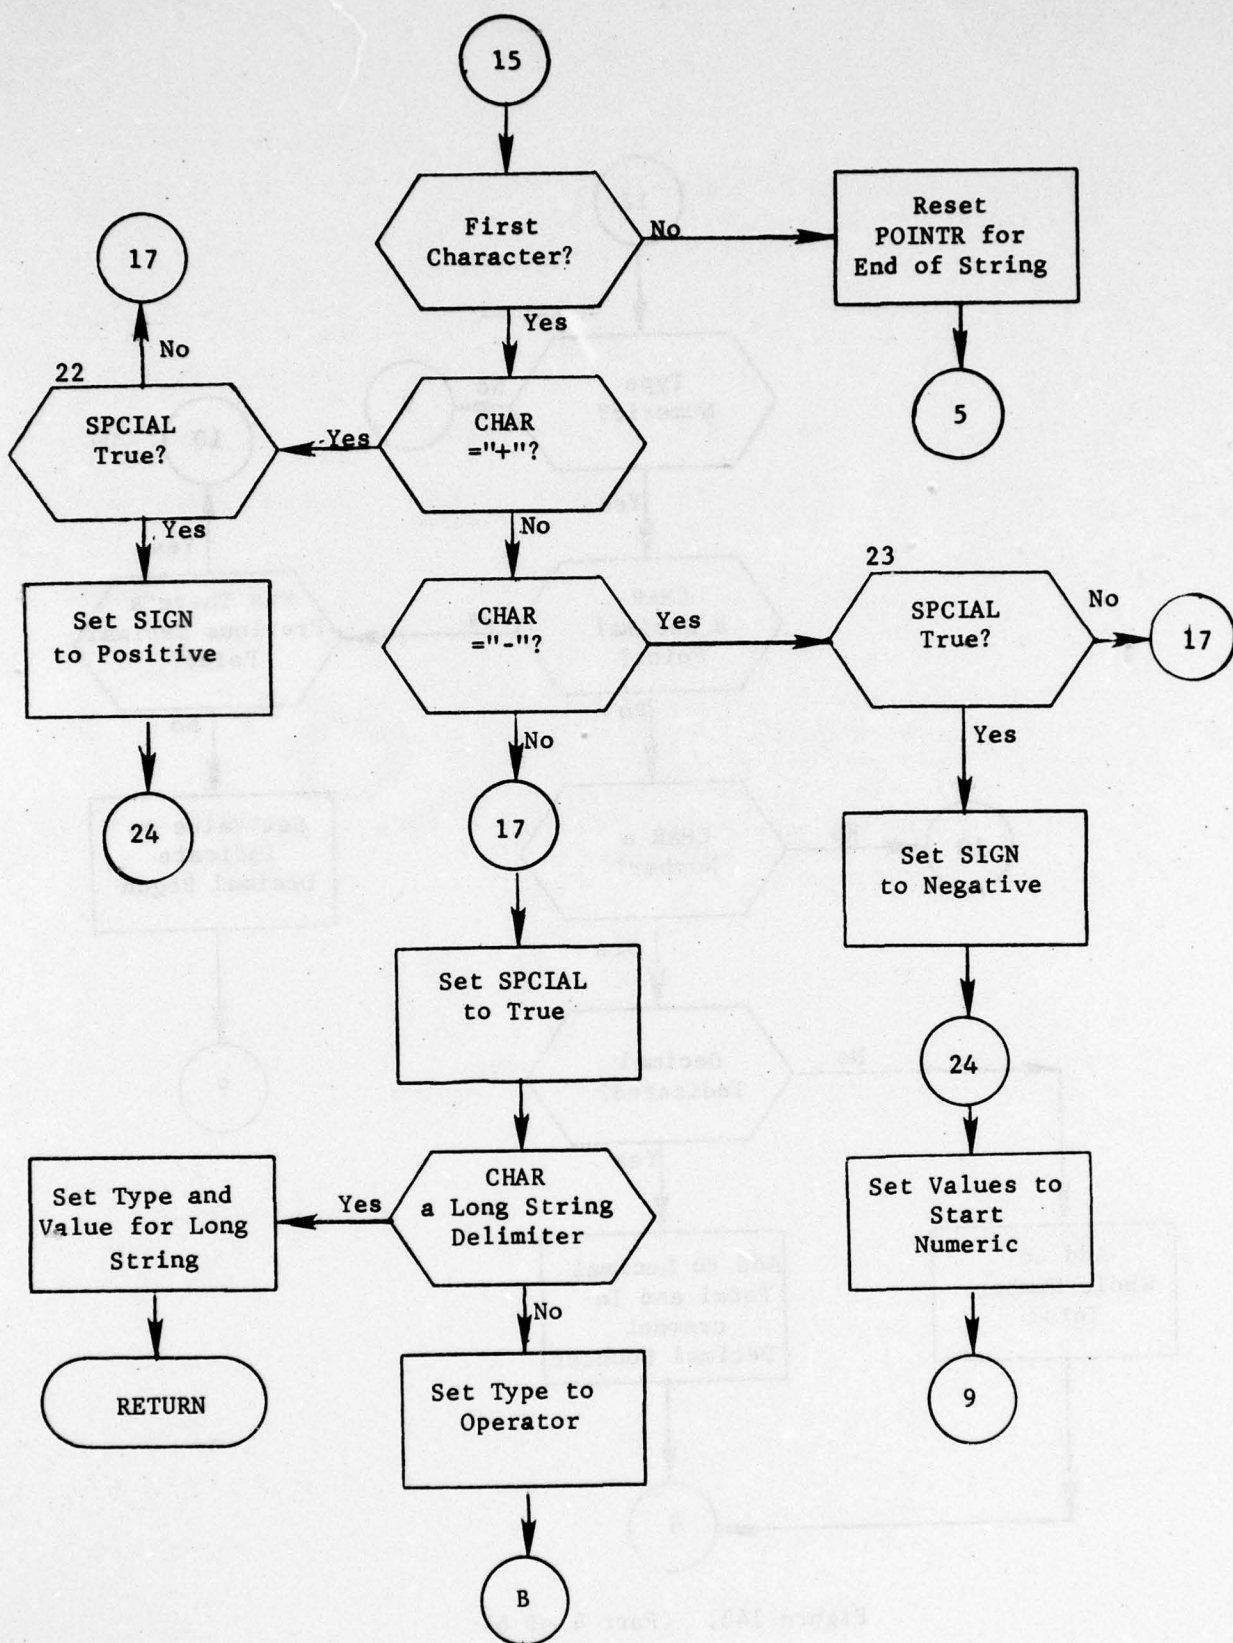 15
First
Character?
No
Reset
POINTR for
End of String
5
Yes
CHAR
="+"?
Yes
22
SPCIAL
True?
No
17
Yes
Set SIGN
to Positive
24
No
CHAR
="-"?
Yes
23
SPCIAL
True?
No
17
Yes
Set SIGN
to Negative
24
Set Values to
Start
Numeric
9
No
17
Set SPCIAL
to True
CHAR
a Long String
Delimiter
Yes
Set Type and
Value for Long
String
RETURN
No
Set Type to
Operator
B